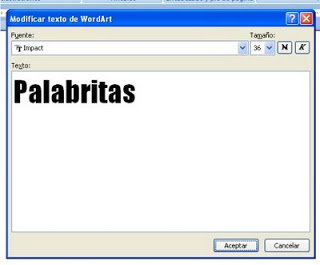 Modificar texto de WordArt
Fuente:
Tamaño:
Impact
36
N
K
Texto:
Palabritas
Aceptar
Cancelar